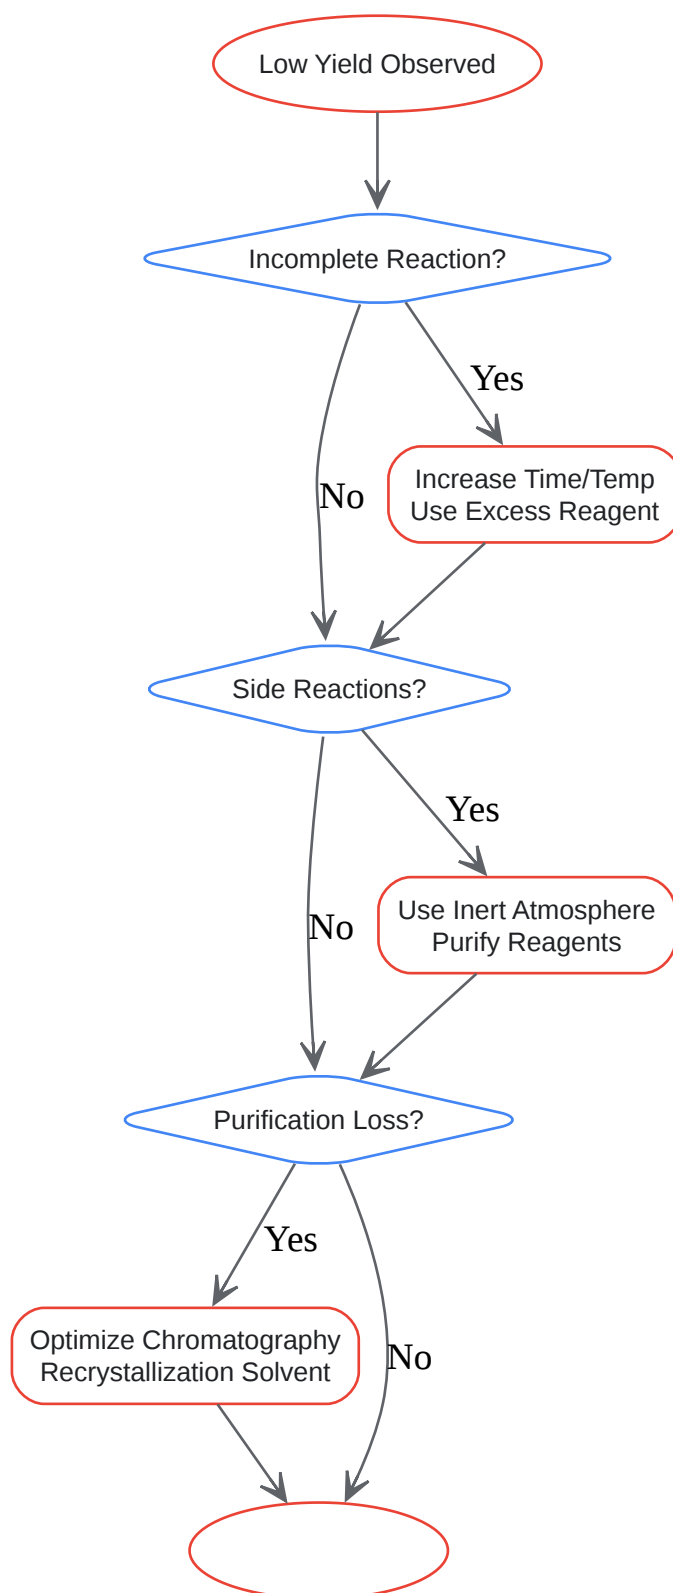 Low Yield Observed
Incomplete Reaction?
Yes
Increase Time/Temp
Use Excess Reagent
No
Side Reactions?
Yes
Use Inert Atmosphere
Purify Reagents
No
Purification Loss?
Yes
Optimize Chromatography
Recrystallization Solvent
No